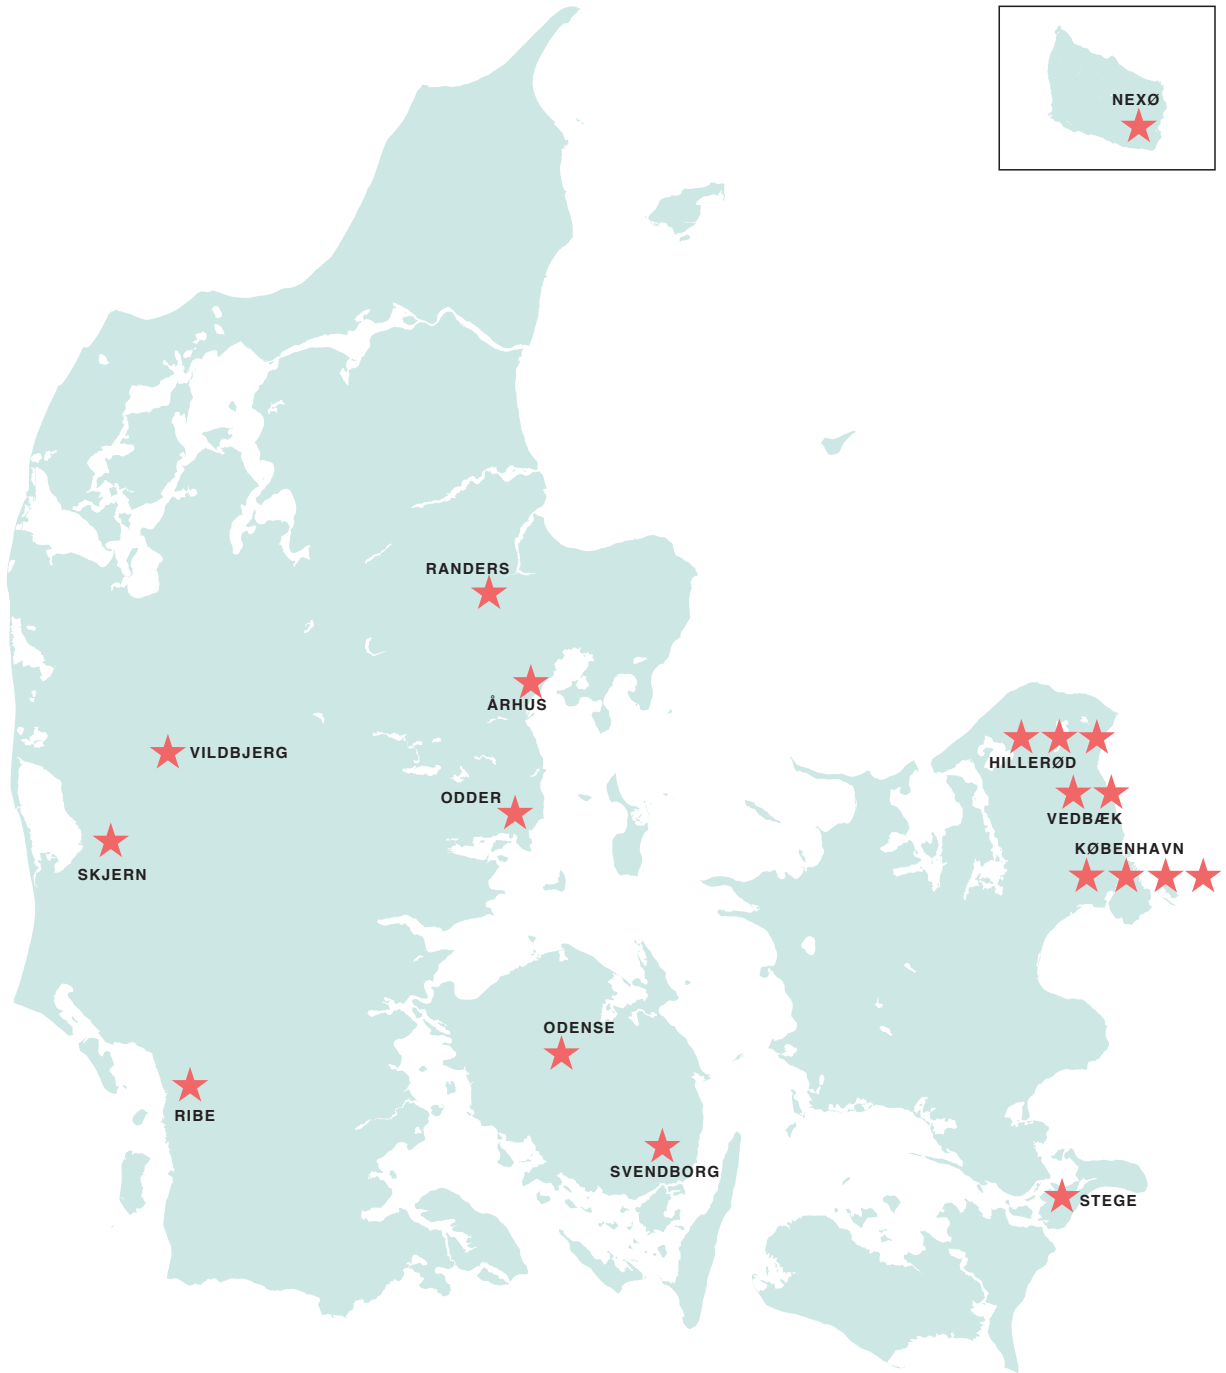 NEXØ
RANDERS
ÅRHUS
VILDBJERG
HILLERØD
ODDER
VEDBÆK
KØBENHAVN
SKJERN
ODENSE
RIBE
SVENDBORG
STEGE